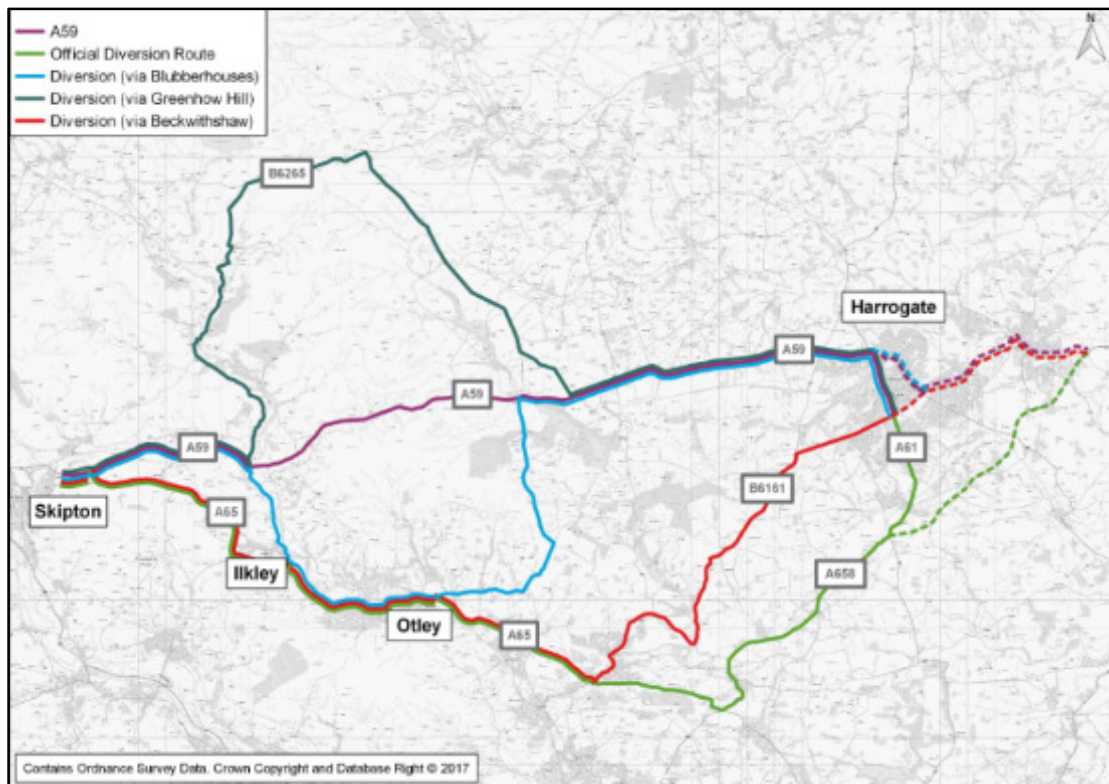 A59
Official Diversion Route
Diversion (via Blubberhouses)
Diversion (via Greenhow Hill)
Diversion (via Beckwithshaw)
N
B6265
Harrogate
A59
A59
A59
A61
Skipton
A65
B6161
Ilkley
A658
Otley
A65
Contains Ordnance Survey Data. Crown Copyright and Database Right © 2017